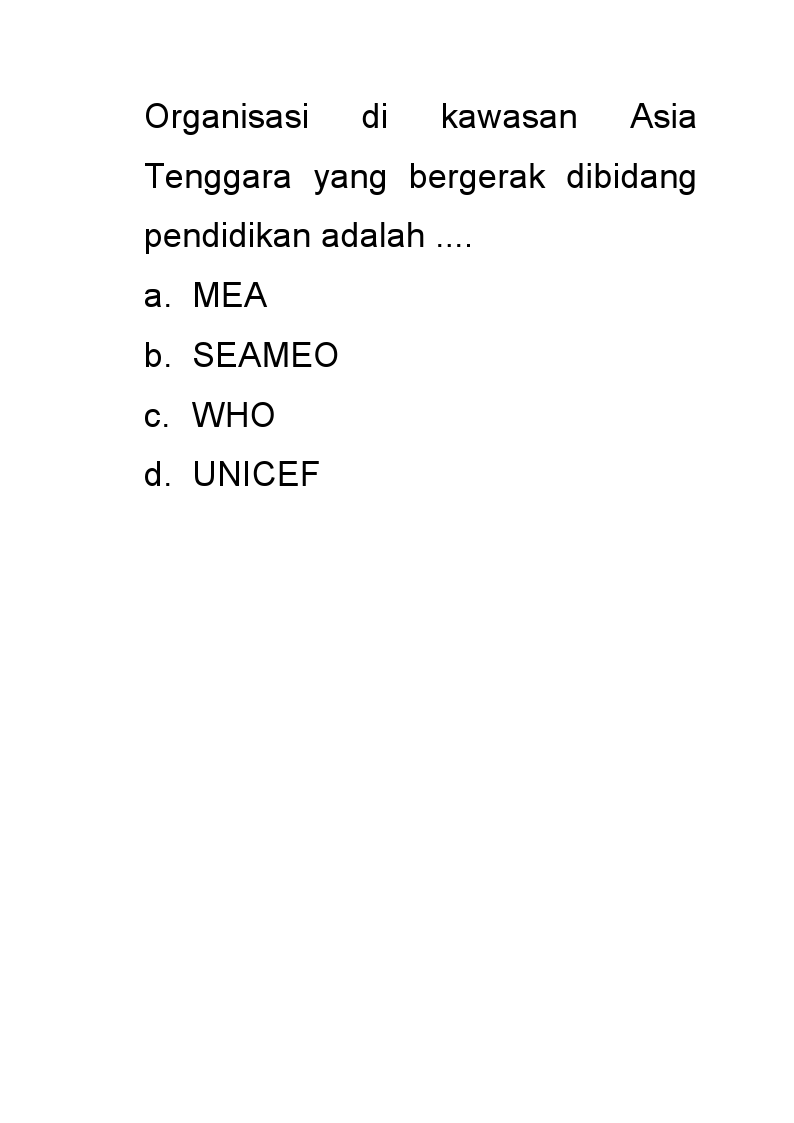 Organisasi di kawasan Asia
Tenggara yang bergerak dibidang
pendidikan adalah ....
a. MEA
b. SEAMEO
c. WHO
d. UNICEF